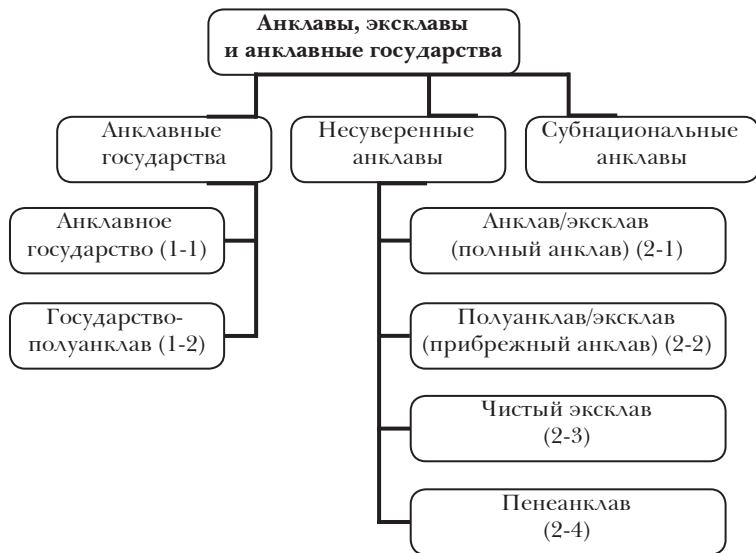 Анклавы, эксклавы
и анклавные государства
Анклавные
государства
Несуверенные
анклавы
Субнациональные
анклавы
Анклавное
государство (1-1)
Государство-
полуанклав (1-2)
Анклав/эксклав
(полный анклав) (2-1)
Полуанклав/эксклав
(прибрежный анклав) (2-2)
Чистый эксклав
(2-3)
Пенеанклав
(2-4)